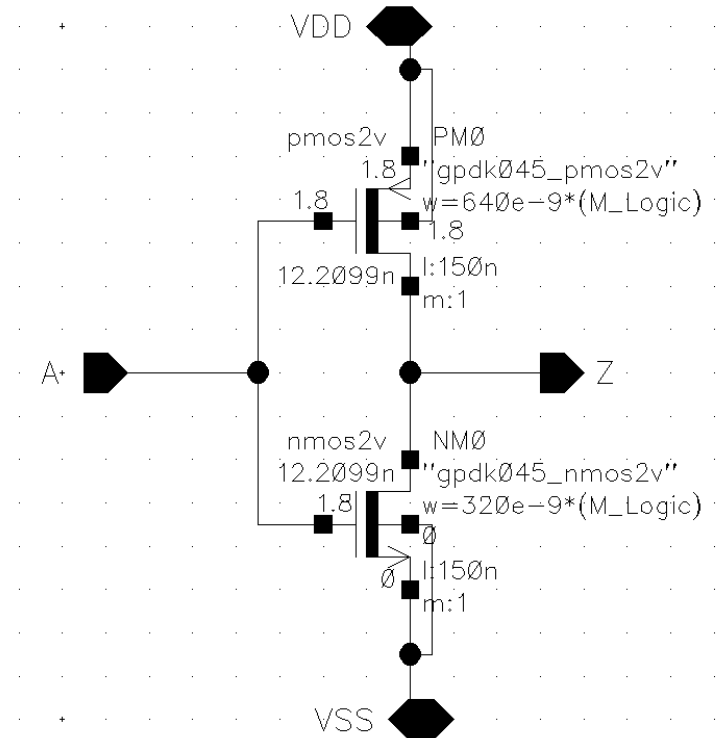 VDD
pmos2v PMØ
1.8 "gpdkØ45_pmos2v"
1.8 w=64Øe-9*(M_Logic)
1.8
12.2Ø99n l:15Øn
m:1
A Z
nmos2v NMØ
12.2Ø99n "gpdkØ45_nmos2v"
1.8 w=32Øe-9*(M_Logic)
Ø
Ø l:15Øn
m:1
VSS